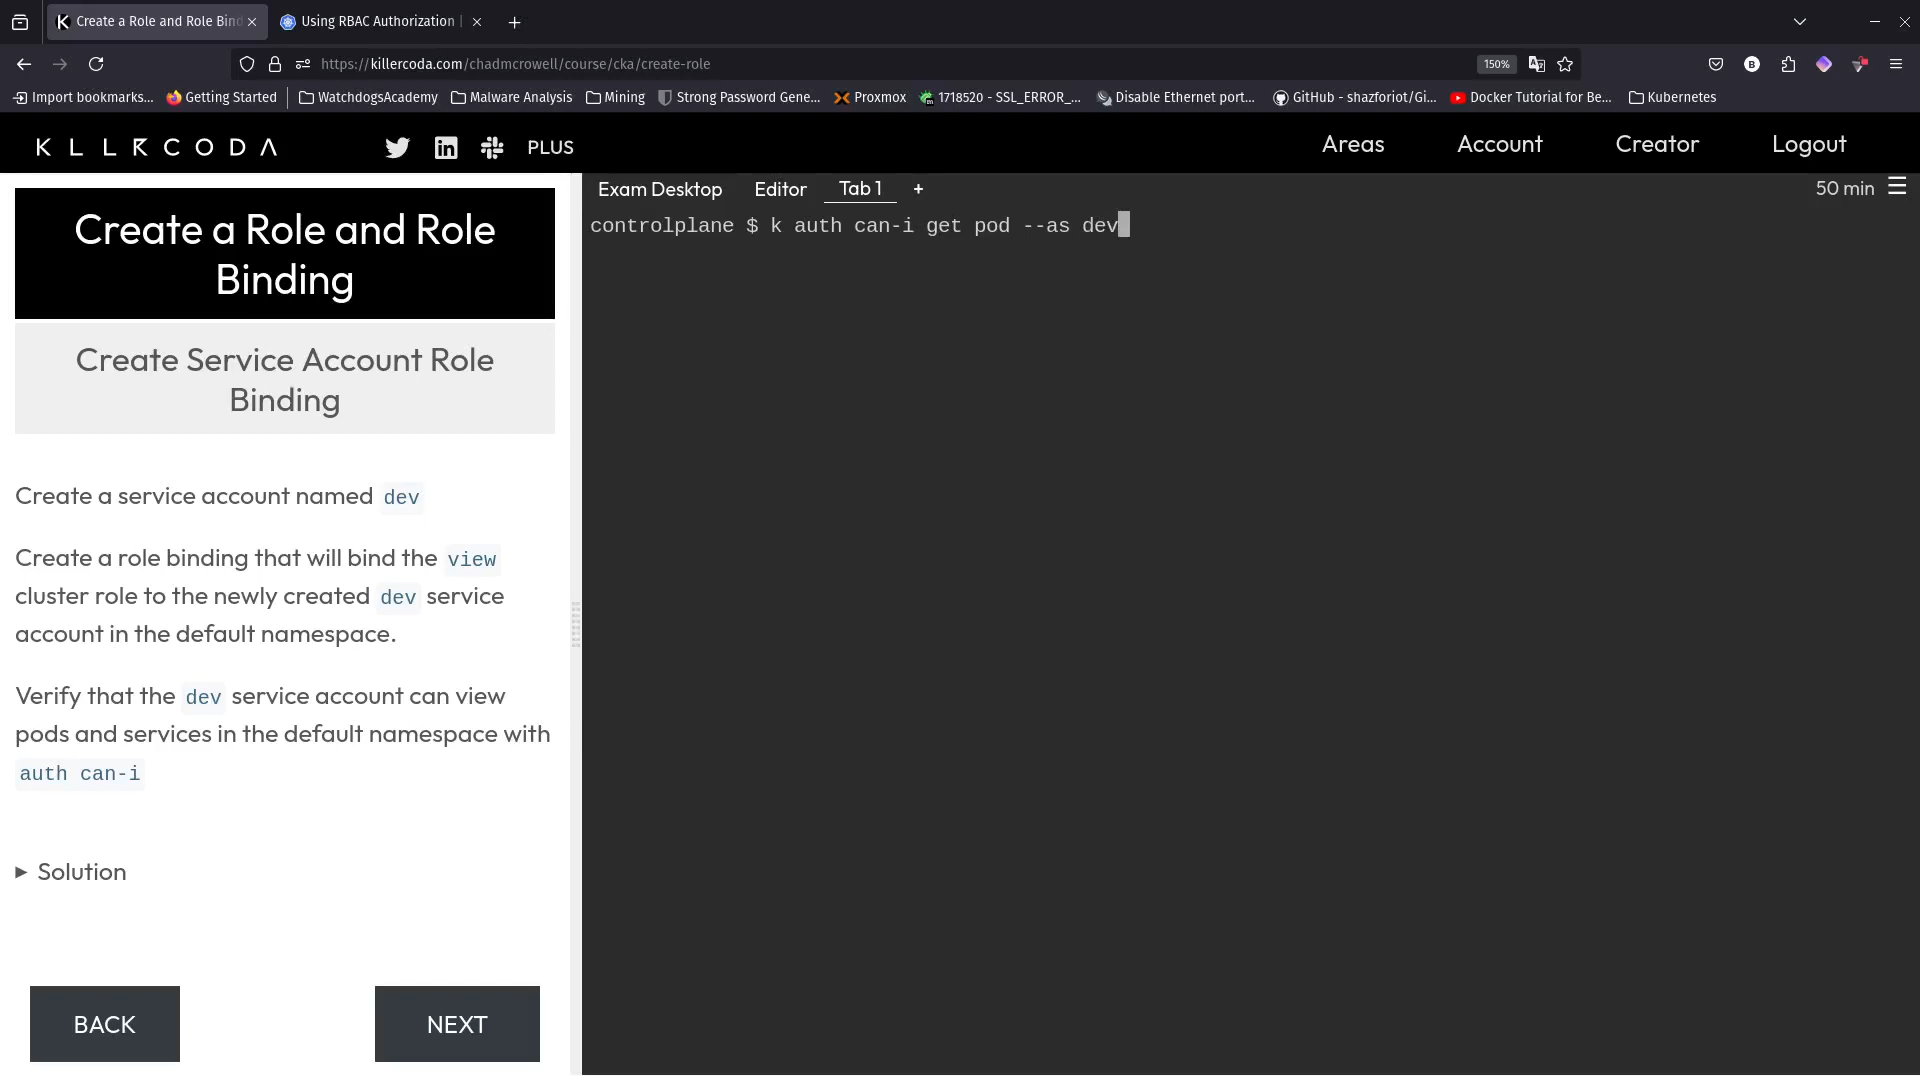 Create a Role and Role Bind
Using RBAC Authorization |
https://killercoda.com/chadmcrowell/course/cka/create-role
150%
Import bookmarks...
Getting Started
WatchdogsAcademy
Malware Analysis
Mining
Strong Password Gene...
Proxmox
1718520 - SSL_ERROR_...
Disable Ethernet port...
GitHub - shazforiot/Gi...
Docker Tutorial for Be...
Kubernetes
KLLRCODA
PLUS
Areas
Account
Creator
Logout
Create a Role and Role
Binding
Create Service Account Role
Binding
Create a service account named dev
Create a role binding that will bind the view
cluster role to the newly created dev service
account in the default namespace.
Verify that the dev service account can view
pods and services in the default namespace with
auth can-i
▸ Solution
BACK
NEXT
Exam Desktop
Editor
Tab 1
+
50 min
controlplane $ k auth can-i get pod --as dev